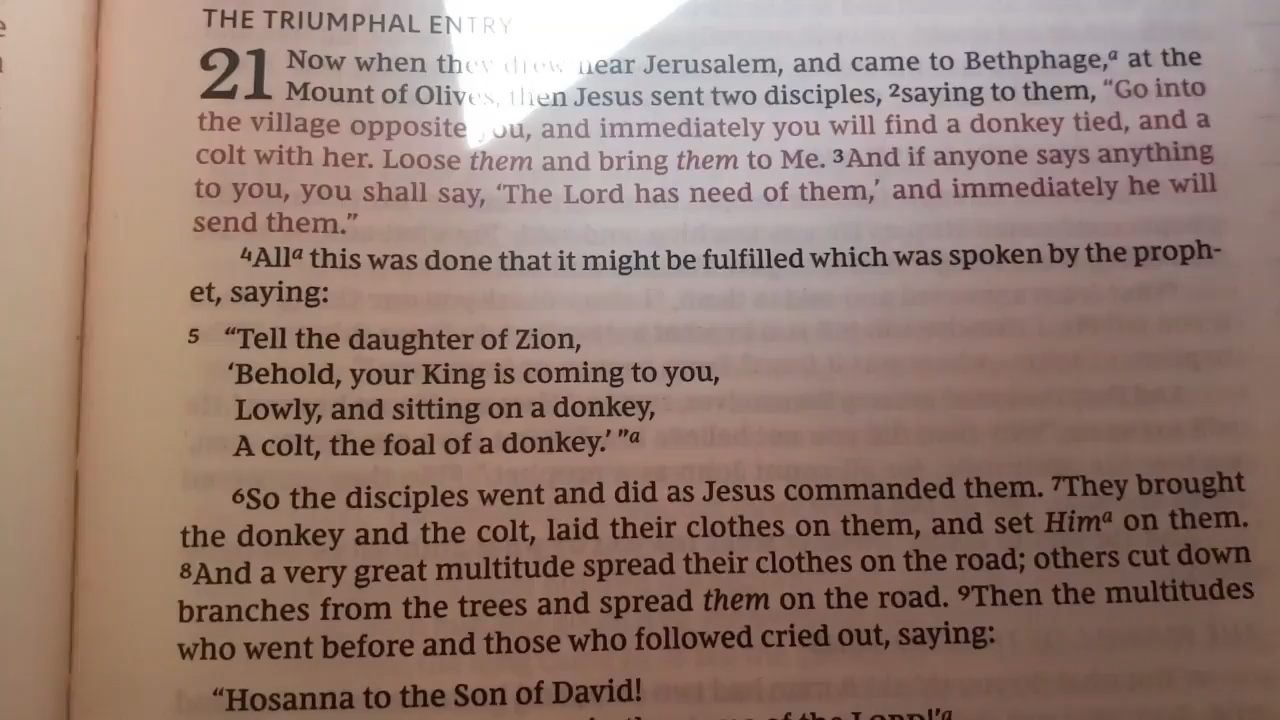 THE TRIUMPHAL ENTRY
21 Now when they drew near Jerusalem, and came to Bethphage,a at the
Mount of Olives, then Jesus sent two disciples, 2saying to them, “Go into
the village opposite you, and immediately you will find a donkey tied, and a
colt with her. Loose them and bring them to Me. 3And if anyone says anything
to you, you shall say, ‘The Lord has need of them,’ and immediately he will
send them.”
4Alla this was done that it might be fulfilled which was spoken by the proph-
et, saying:
5 “Tell the daughter of Zion,
‘Behold, your King is coming to you,
Lowly, and sitting on a donkey,
A colt, the foal of a donkey.’ ”a
6So the disciples went and did as Jesus commanded them. 7They brought
the donkey and the colt, laid their clothes on them, and set Hima on them.
8And a very great multitude spread their clothes on the road; others cut down
branches from the trees and spread them on the road. 9Then the multitudes
who went before and those who followed cried out, saying:
“Hosanna to the Son of David!
of the LORD!’a